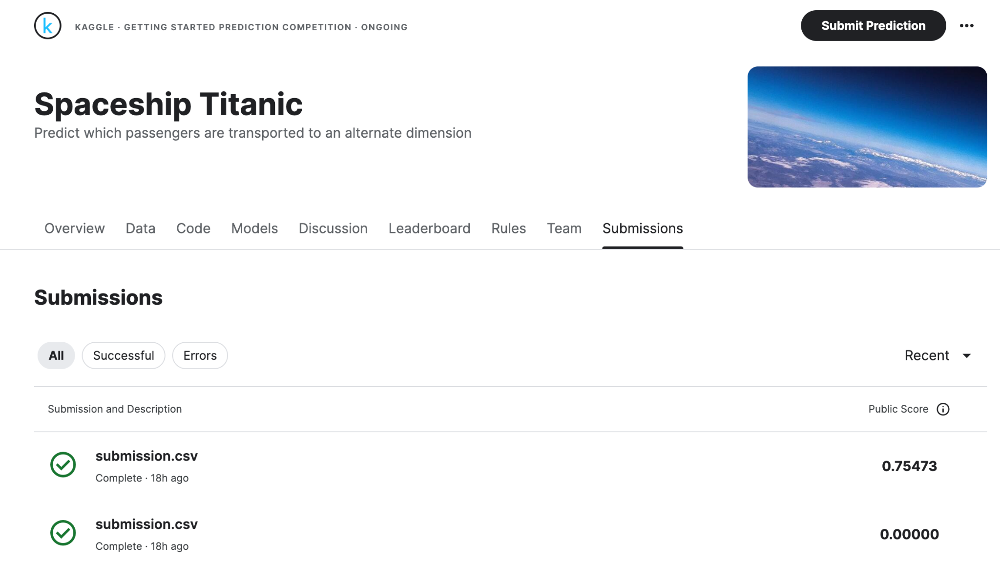 k
KAGGLE · GETTING STARTED PREDICTION COMPETITION · ONGOING
Submit Prediction
Spaceship Titanic
Predict which passengers are transported to an alternate dimension
Overview Data Code Models Discussion Leaderboard Rules Team Submissions
Submissions
All Successful Errors Recent
Submission and Description Public Score
submission.csv
Complete · 18h ago
0.75473
submission.csv
Complete · 18h ago
0.00000